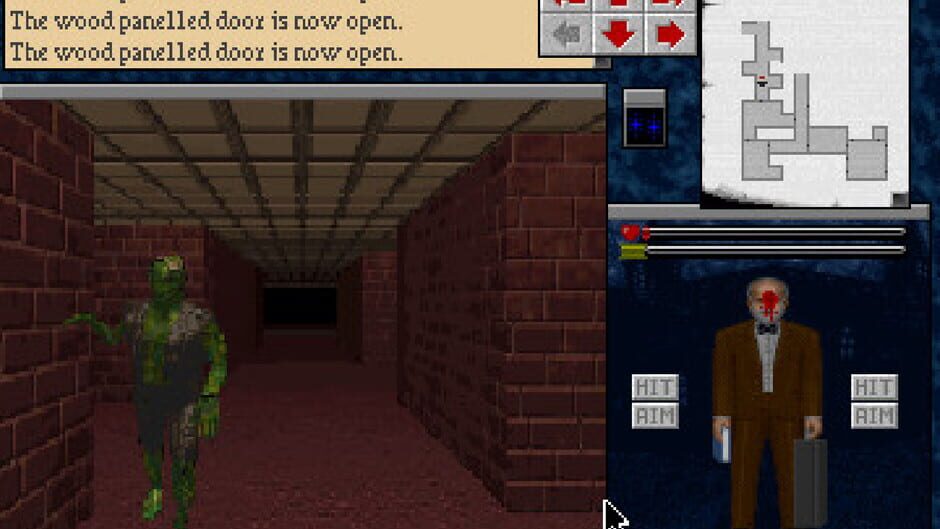 The wood panelled door is now open.
The wood panelled door is now open.
HIT
HIT
AIM
AIM